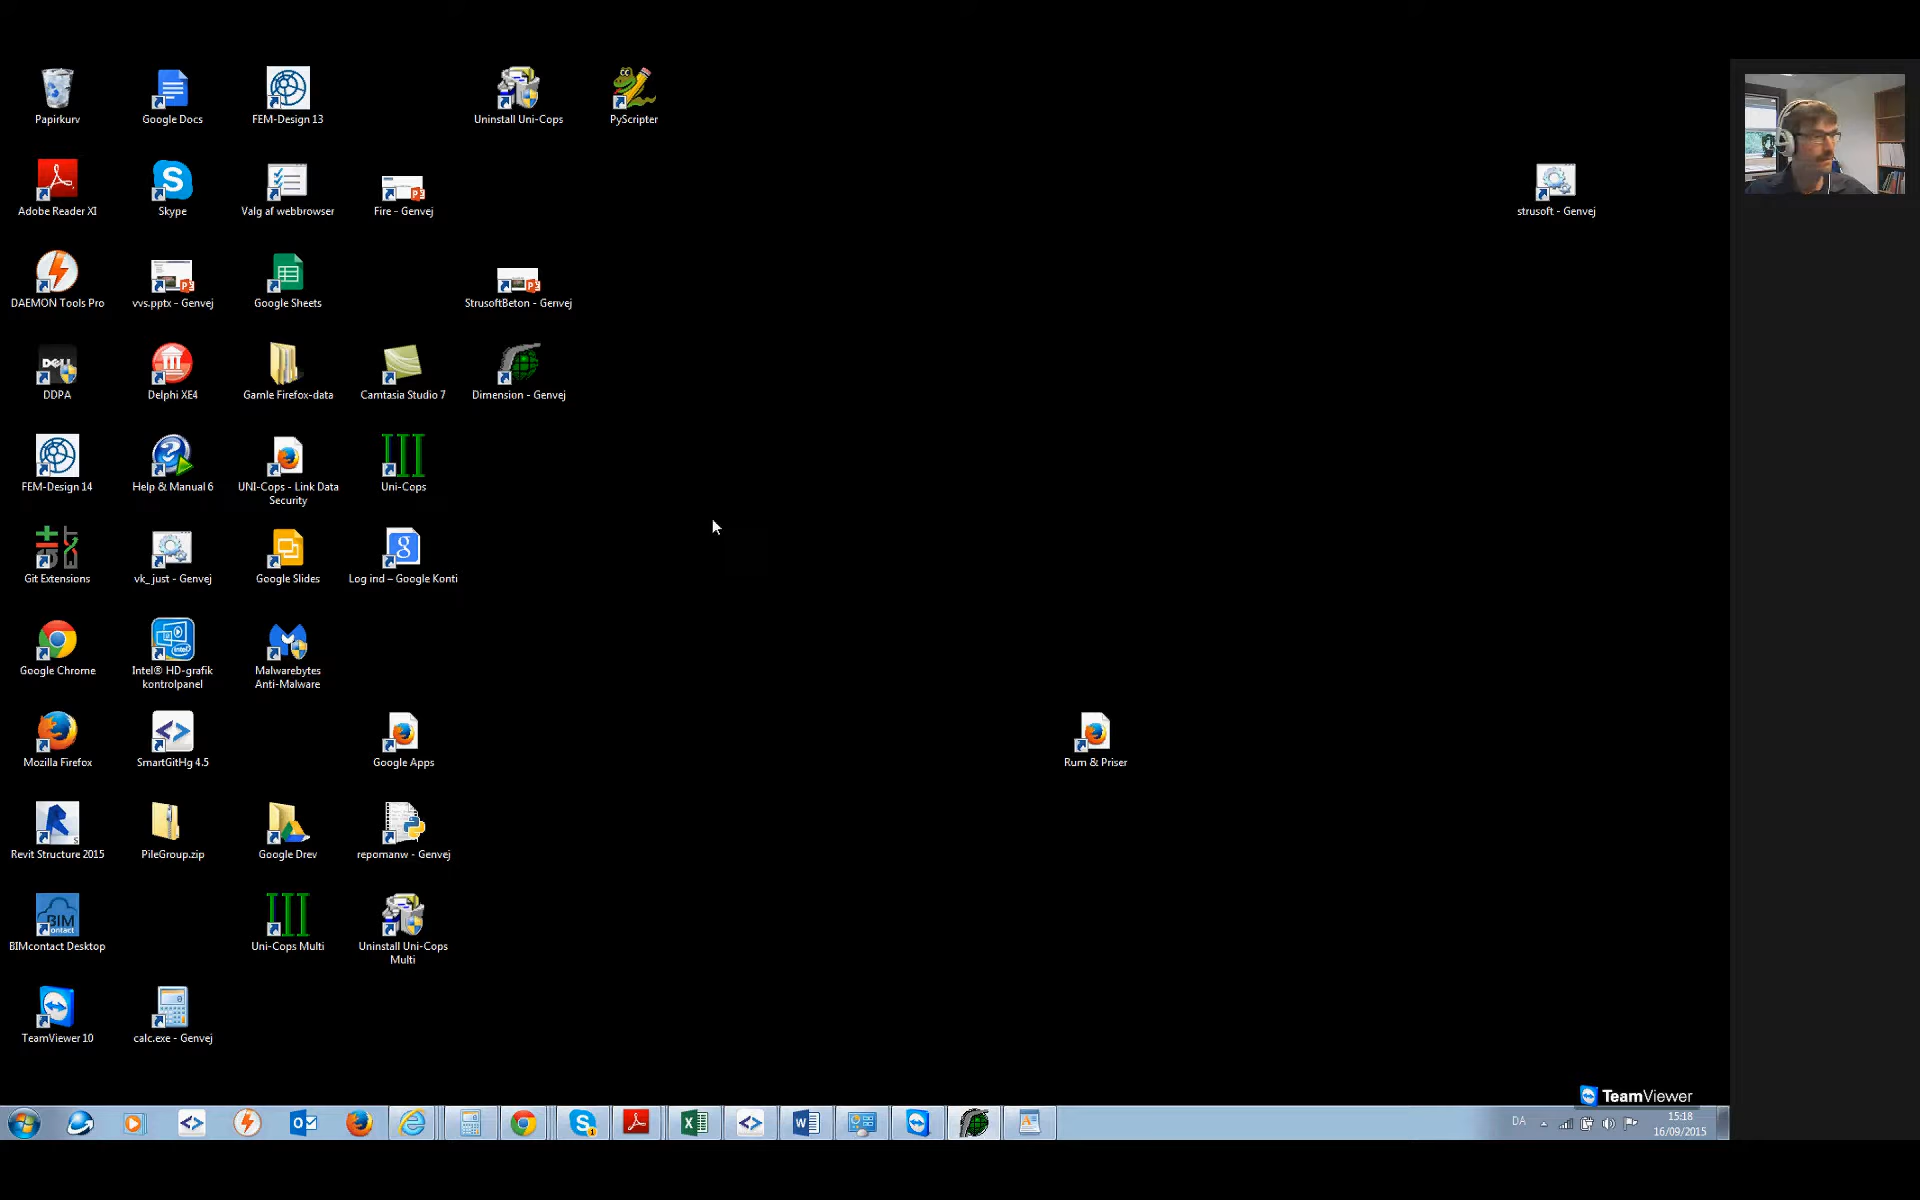 Papirkurv
Google Docs
FEM-Design 13
Uninstall Uni-Cops
PyScripter
Adobe Reader XI
Skype
Valg af webbrowser
Fire - Genvej
strusoft - Genvej
DAEMON Tools Pro
vvs.pptx - Genvej
Google Sheets
StrusoftBeton - Genvej
DDPA
Delphi XE4
Gamle Firefox-data
Camtasia Studio 7
Dimension - Genvej
FEM-Design 14
Help & Manual 6
UNI-Cops - Link Data
Security
Uni-Cops
Git Extensions
vk_just - Genvej
Google Slides
Log ind – Google Konti
Google Chrome
Intel® HD-grafik
kontrolpanel
Malwarebytes
Anti-Malware
Mozilla Firefox
SmartGitHg 4.5
Google Apps
Rum & Priser
Revit Structure 2015
PileGroup.zip
Google Drev
repomanw - Genvej
BIM
contact
BIMcontact Desktop
Uni-Cops Multi
Uninstall Uni-Cops
Multi
TeamViewer 10
calc.exe - Genvej
TeamViewer
DA
15:18
16/09/2015